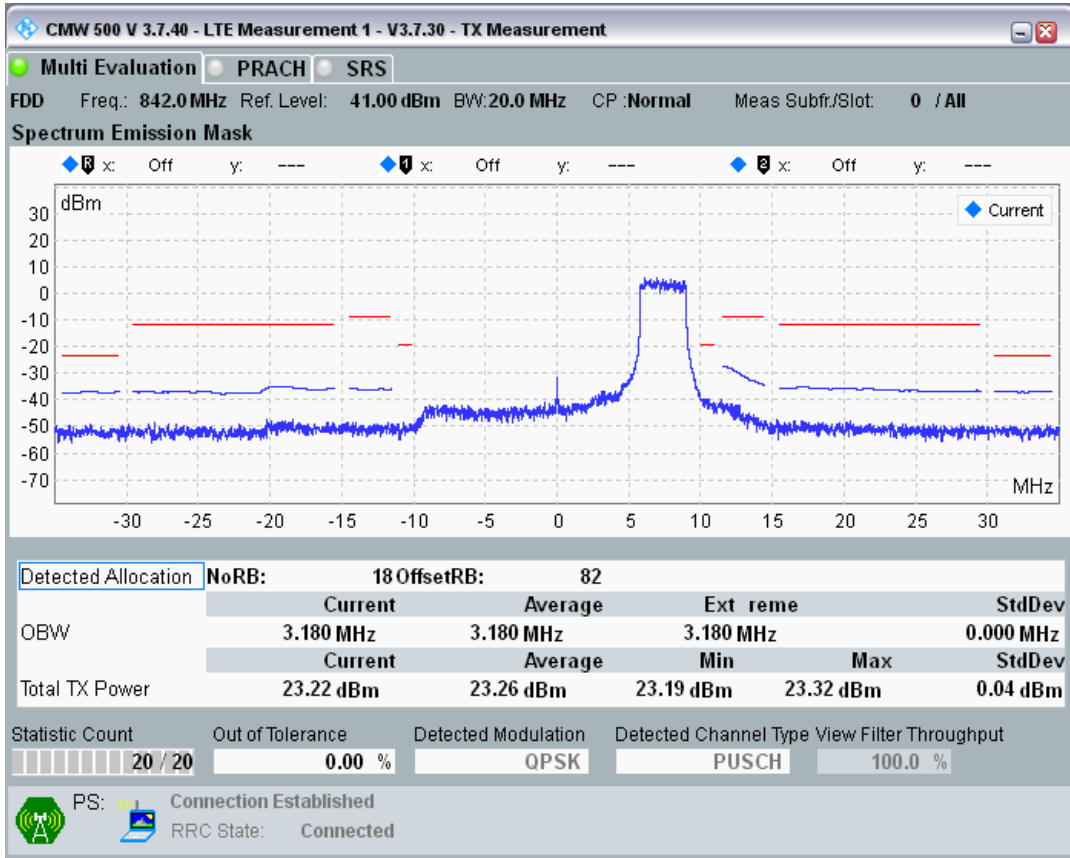 CMW 500 V 3.7.40 - LTE Measurement 1 - V3.7.30 - TX Measurement
Multi Evaluation PRACH SRS
FDD Freq.: 842.0 MHz Ref. Level: 41.00 dBm BW:20.0 MHz CP :Normal Meas Subfr./Slot: 0 / All
Spectrum Emission Mask
R x: Off y: --- 1 x: Off y: --- 2 x: Off y: ---
dBm
Current
30
20
10
0
-10
-20
-30
-40
-50
-60
-70
MHz
-30 -25 -20 -15 -10 -5 0 5 10 15 20 25 30
Detected Allocation NoRB: 18 OffsetRB: 82
Current Average Ext reme StdDev
OBW 3.180 MHz 3.180 MHz 3.180 MHz 0.000 MHz
Current Average Min Max StdDev
Total TX Power 23.22 dBm 23.26 dBm 23.19 dBm 23.32 dBm 0.04 dBm
Statistic Count Out of Tolerance Detected Modulation Detected Channel Type View Filter Throughput
20 / 20 0.00 % QPSK PUSCH 100.0 %
PS: Connection Established
RRC State: Connected